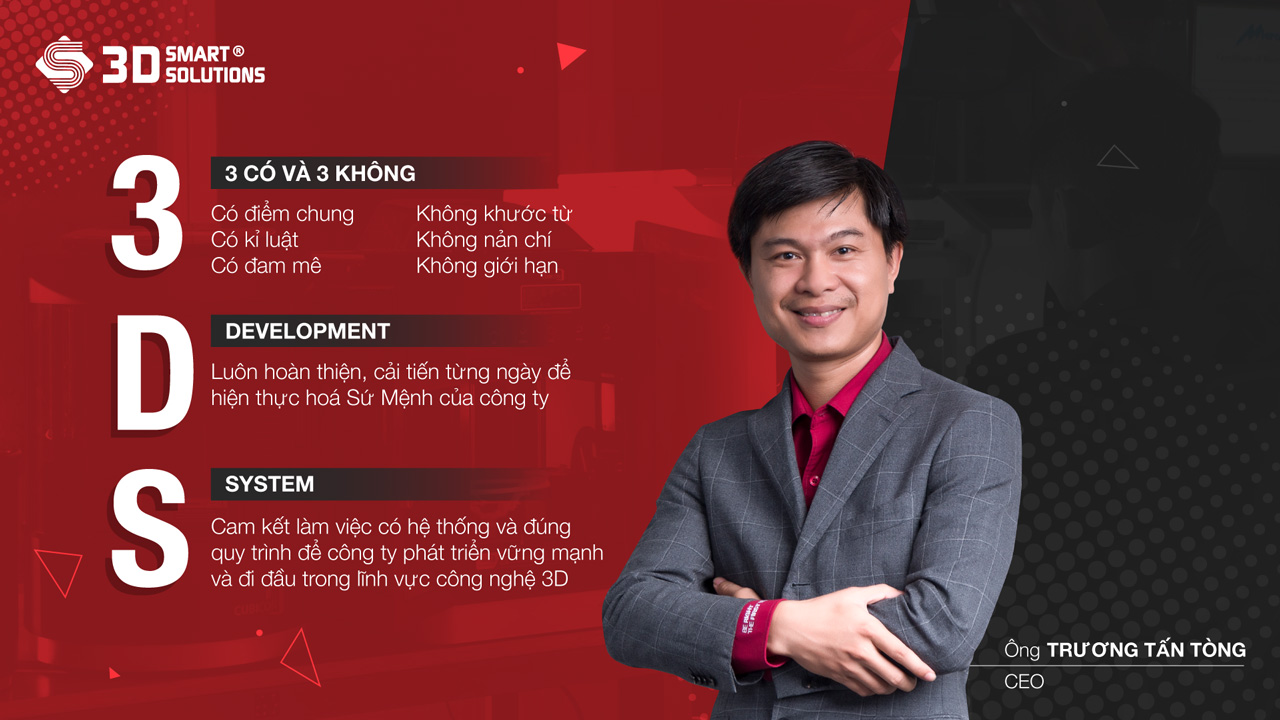 3D SMART ®
SOLUTIONS
3
3 CÓ VÀ 3 KHÔNG
Có điểm chung
Có kỉ luật
Có đam mê
Không khước từ
Không nản chí
Không giới hạn
D
DEVELOPMENT
Luôn hoàn thiện, cải tiến từng ngày để
hiện thực hoá Sứ Mệnh của công ty
S
SYSTEM
Cam kết làm việc có hệ thống và đúng
quy trình để công ty phát triển vững mạnh
và đi đầu trong lĩnh vực công nghệ 3D
Ông TRƯƠNG TẤN TÒNG
CEO